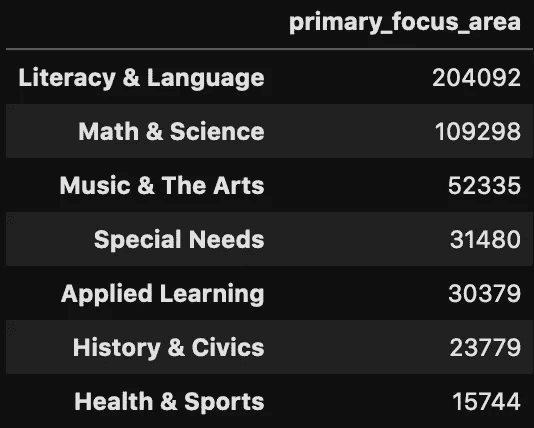 primary_focus_area
Literacy & Language 204092
Math & Science 109298
Music & The Arts 52335
Special Needs 31480
Applied Learning 30379
History & Civics 23779
Health & Sports 15744